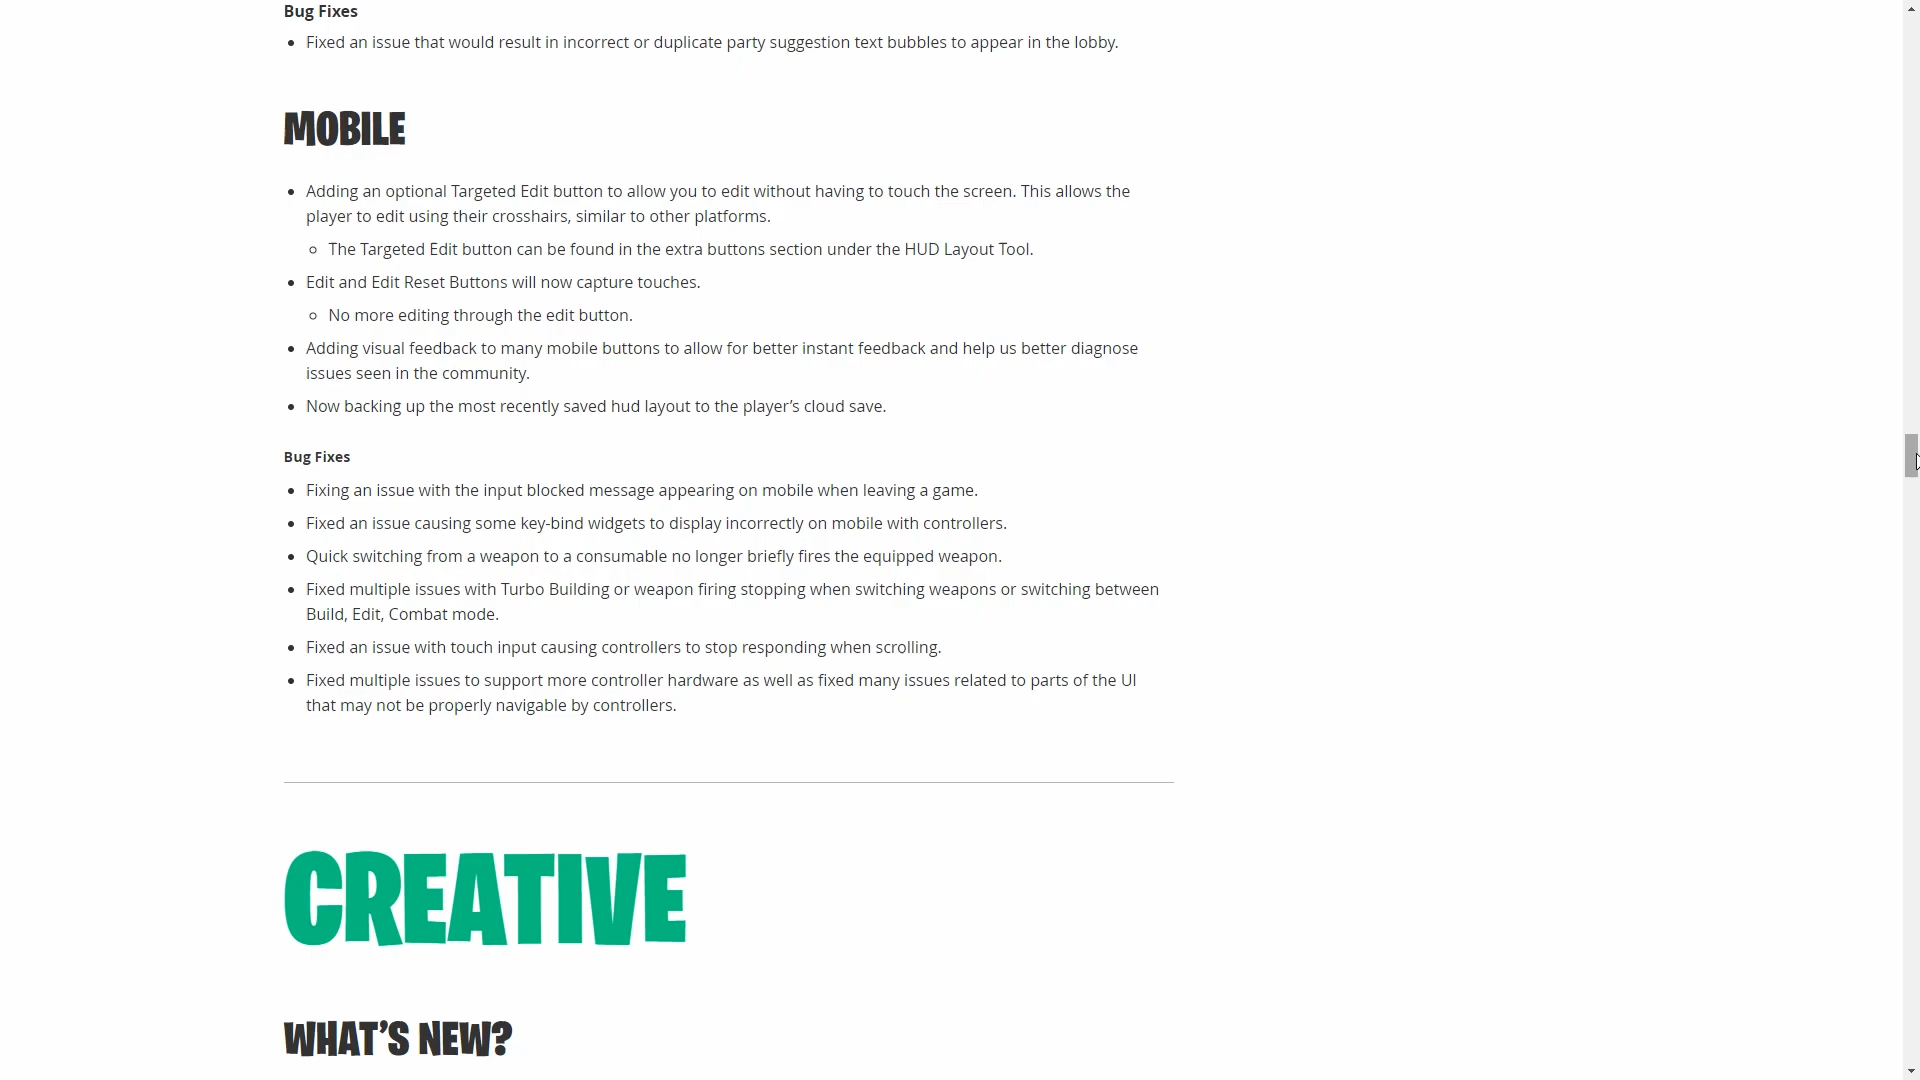 Bug Fixes
Fixed an issue that would result in incorrect or duplicate party suggestion text bubbles to appear in the lobby.
MOBILE
Adding an optional Targeted Edit button to allow you to edit without having to touch the screen. This allows the
player to edit using their crosshairs, similar to other platforms.
The Targeted Edit button can be found in the extra buttons section under the HUD Layout Tool.
Edit and Edit Reset Buttons will now capture touches.
No more editing through the edit button.
Adding visual feedback to many mobile buttons to allow for better instant feedback and help us better diagnose
issues seen in the community.
Now backing up the most recently saved hud layout to the player’s cloud save.
Bug Fixes
Fixing an issue with the input blocked message appearing on mobile when leaving a game.
Fixed an issue causing some key-bind widgets to display incorrectly on mobile with controllers.
Quick switching from a weapon to a consumable no longer briefly fires the equipped weapon.
Fixed multiple issues with Turbo Building or weapon firing stopping when switching weapons or switching between
Build, Edit, Combat mode.
Fixed an issue with touch input causing controllers to stop responding when scrolling.
Fixed multiple issues to support more controller hardware as well as fixed many issues related to parts of the UI
that may not be properly navigable by controllers.
CREATIVE
WHAT’S NEW?